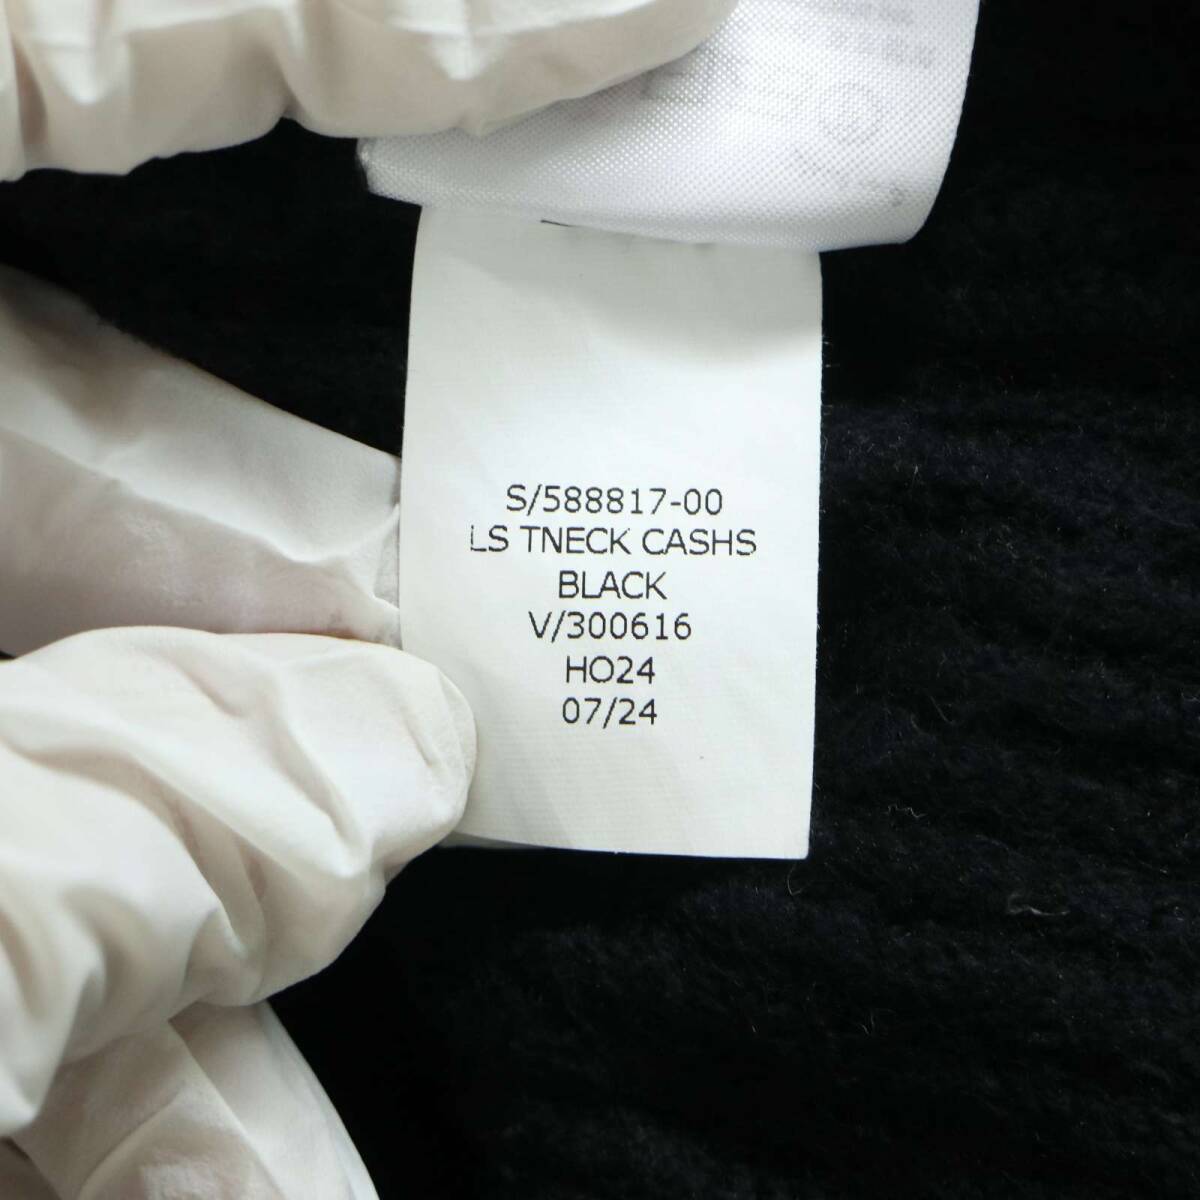 S/588817-00
LS TNECK CASHS
BLACK
V/300616
HO24
07/24